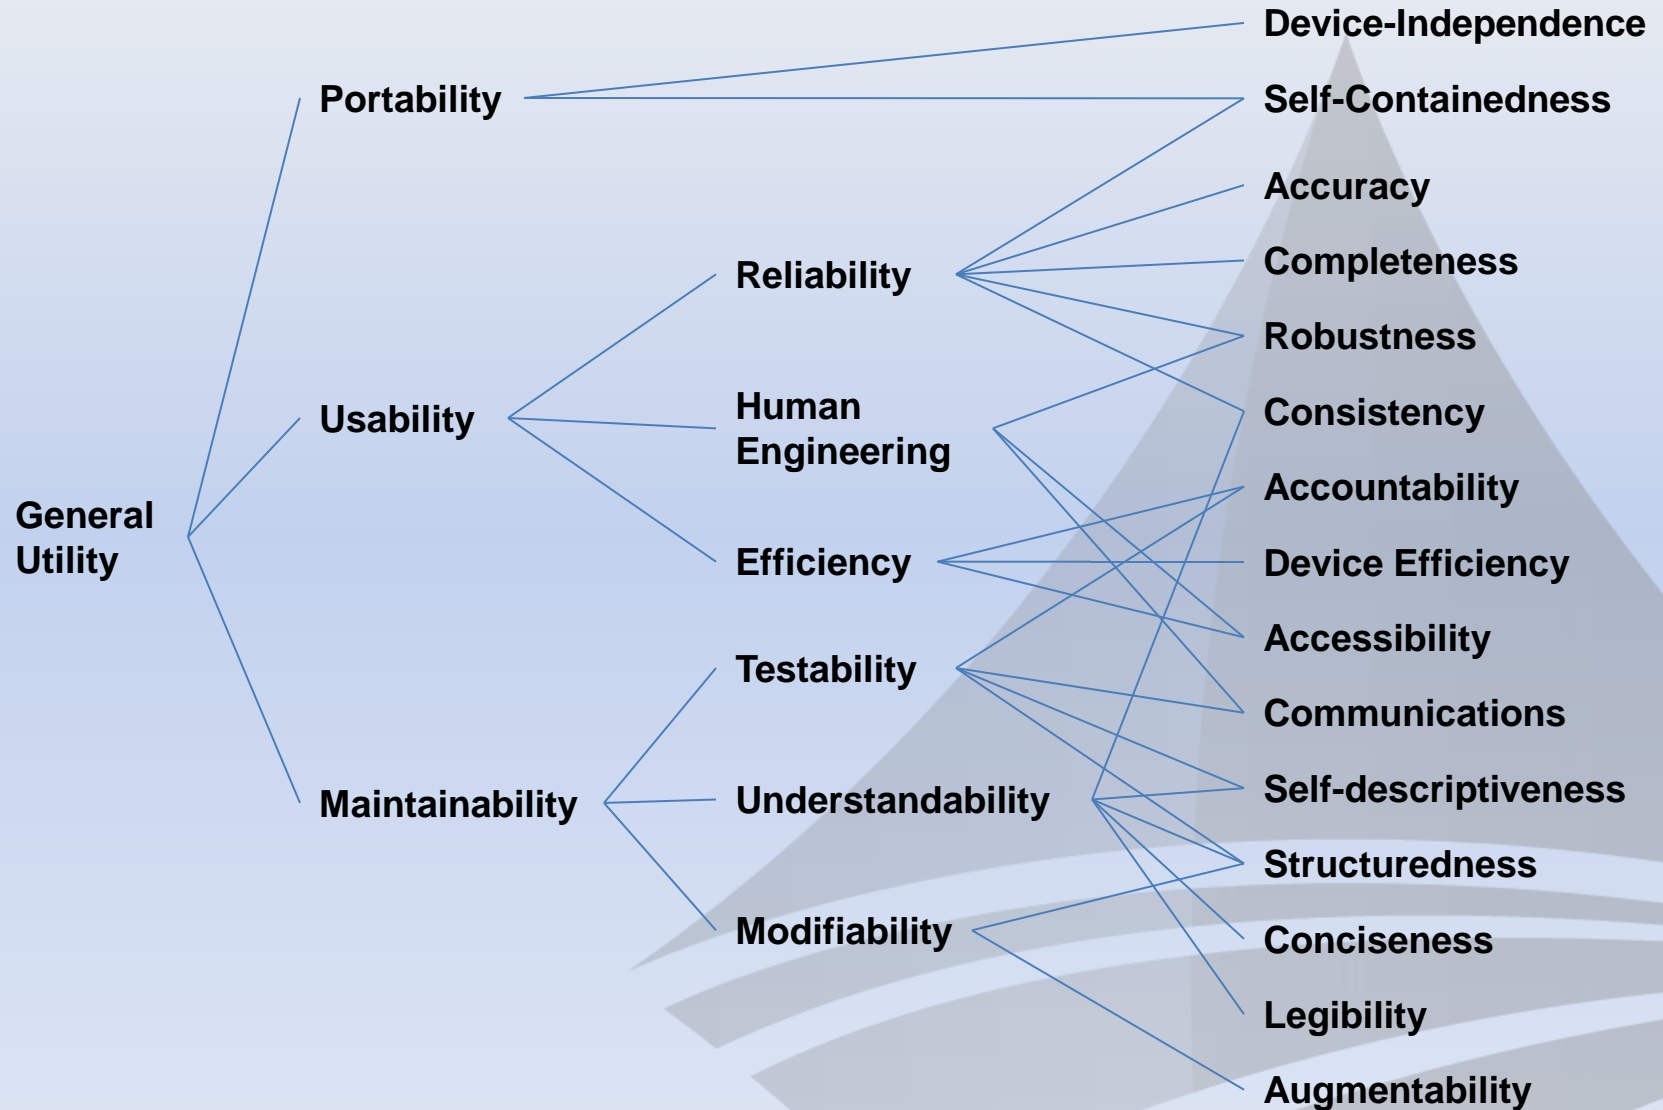 Device-Independence
Portability
Self-Containedness
Accuracy
Completeness
Reliability
Robustness
Human
Engineering
Usability
Consistency
Accountability
General
Utility
Efficiency
Device Efficiency
Accessibility
Testability
Communications
Self-descriptiveness
Understandability
Maintainability
Structuredness
Modifiability
Conciseness
Legibility
Augmentability